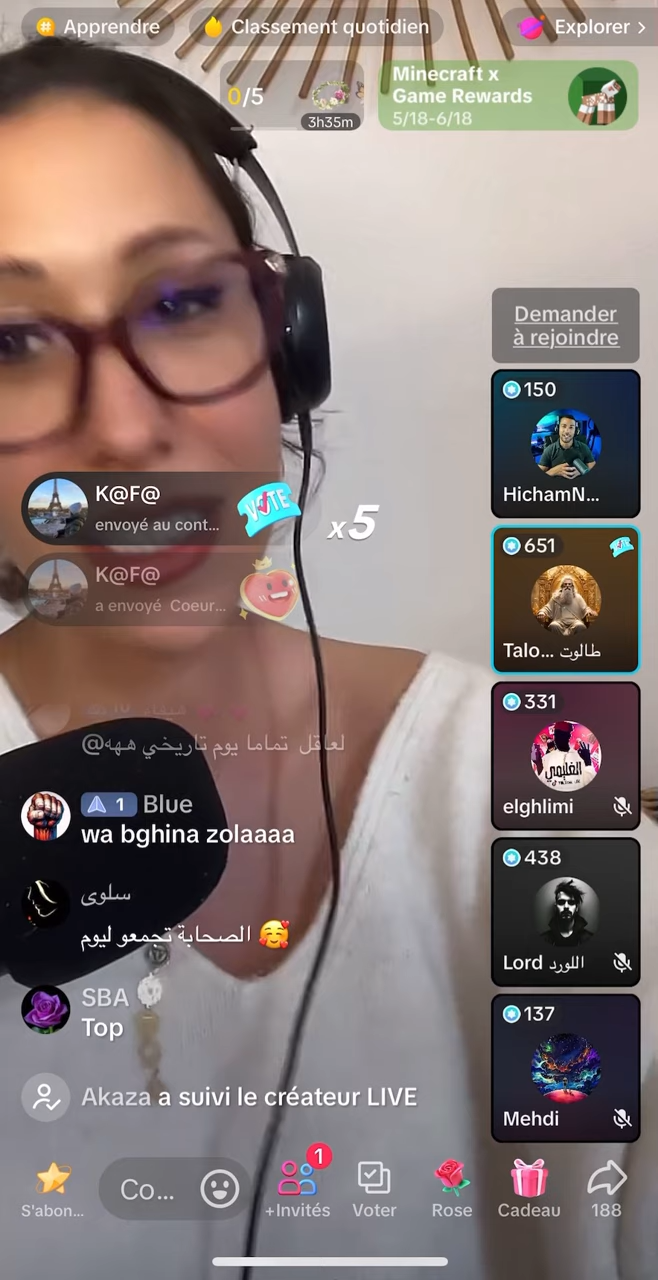 Apprendre
Classement quotidien
Explorer >
0/5
3h35m
Minecraft x
Game Rewards
5/18-6/18
Demander
à rejoindre
150
HichamN...
K@F@
envoyé au cont...
VOTE
x5
K@F@
a envoyé Coeur...
651
Talo... طالوت
331
elghlimi
لعاقل تماما يوم تاريخي ههه@
1 Blue
wa bghina zolaaaa
438
Lord اللورد
سلوى
الصحابة تجمعو ليوم 🥰
SBA
Top
137
Mehdi
Akaza a suivi le créateur LIVE
S'abon...
Co...
1
+Invités
Voter
Rose
Cadeau
188